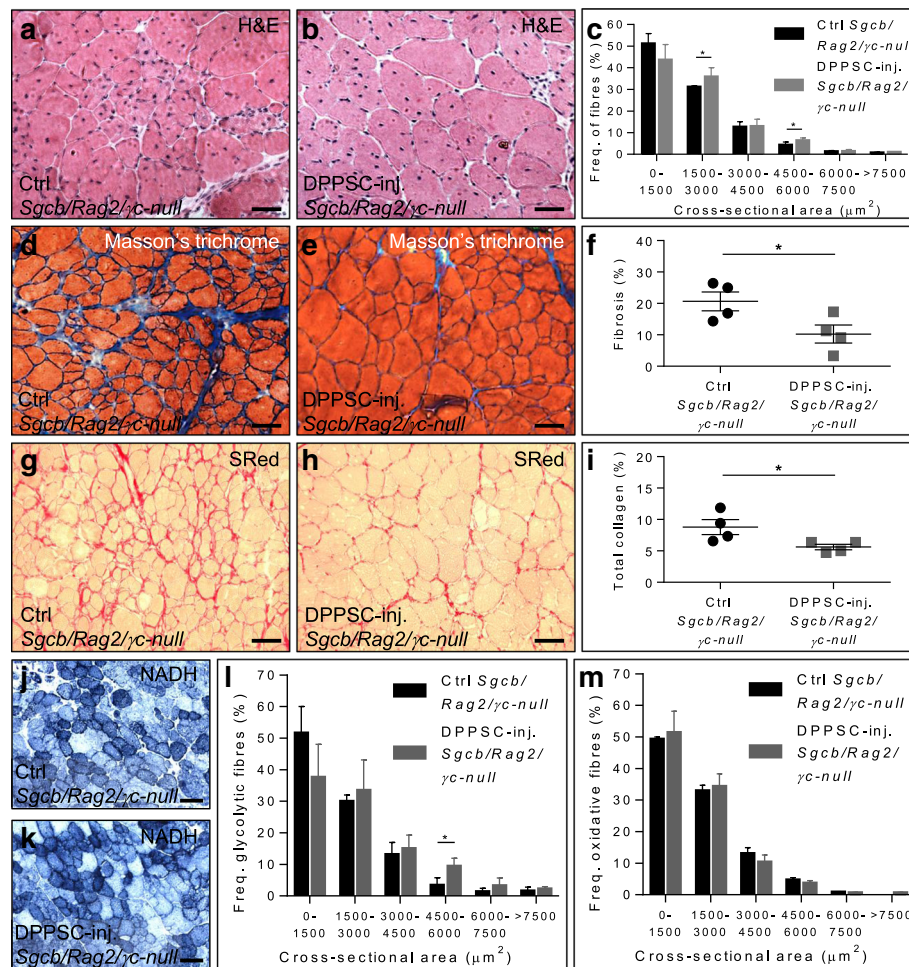 a
H&E
Ctrl
Sgcb/Rag2/γc-null
b
H&E
DPPSC-inj.
Sgcb/Rag2/γc-null
c
Freq. of fibres (%)
60
50
40
30
20
10
0
*
*
Ctrl Sgcb/
Rag2/γc-null
DPPSC-inj.
Sgcb/Rag2/
γc-null
0-
1500
1500-
3000
3000-
4500
4500-
6000
6000-
7500
>7500
Cross-sectional area (μm²)
d
Masson's trichrome
Ctrl
Sgcb/Rag2/γc-null
e
Masson's trichrome
DPPSC-inj.
Sgcb/Rag2/γc-null
f
Fibrosis (%)
40
30
20
10
0
*
Ctrl
Sgcb/Rag2/
γc-null
DPPSC-inj.
Sgcb/Rag2/
γc-null
g
SRed
Ctrl
Sgcb/Rag2/γc-null
h
SRed
DPPSC-inj.
Sgcb/Rag2/γc-null
i
Total collagen (%)
20
15
10
5
0
*
Ctrl
Sgcb/Rag2/
γc-null
DPPSC-inj.
Sgcb/Rag2/
γc-null
j
NADH
Ctrl
Sgcb/Rag2/γc-null
k
NADH
DPPSC-inj.
Sgcb/Rag2/γc-null
l
Freq. glycolytic fibres (%)
70
60
50
40
30
20
10
0
*
Ctrl Sgcb/
Rag2/γc-null
DPPSC-inj.
Sgcb/Rag2/
γc-null
0-
1500
1500-
3000
3000-
4500
4500-
6000
6000-
7500
>7500
Cross-sectional area (μm²)
m
Freq. oxidative fibres (%)
70
60
50
40
30
20
10
0
Ctrl Sgcb/
Rag2/γc-null
DPPSC-inj.
Sgcb/Rag2/
γc-null
0-
1500
1500-
3000
3000-
4500
4500-
6000
6000-
7500
>7500
Cross-sectional area (μm²)